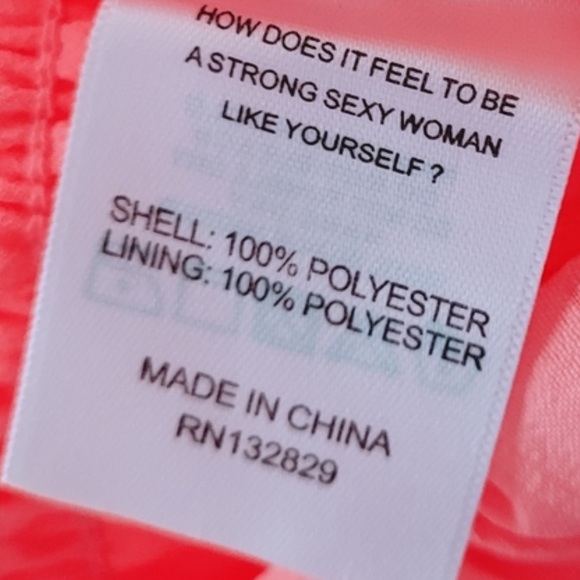 HOW DOES IT FEEL TO BE
A STRONG SEXY WOMAN
LIKE YOURSELF ?
SHELL: 100% POLYESTER
LINING: 100% POLYESTER
MADE IN CHINA
RN132829